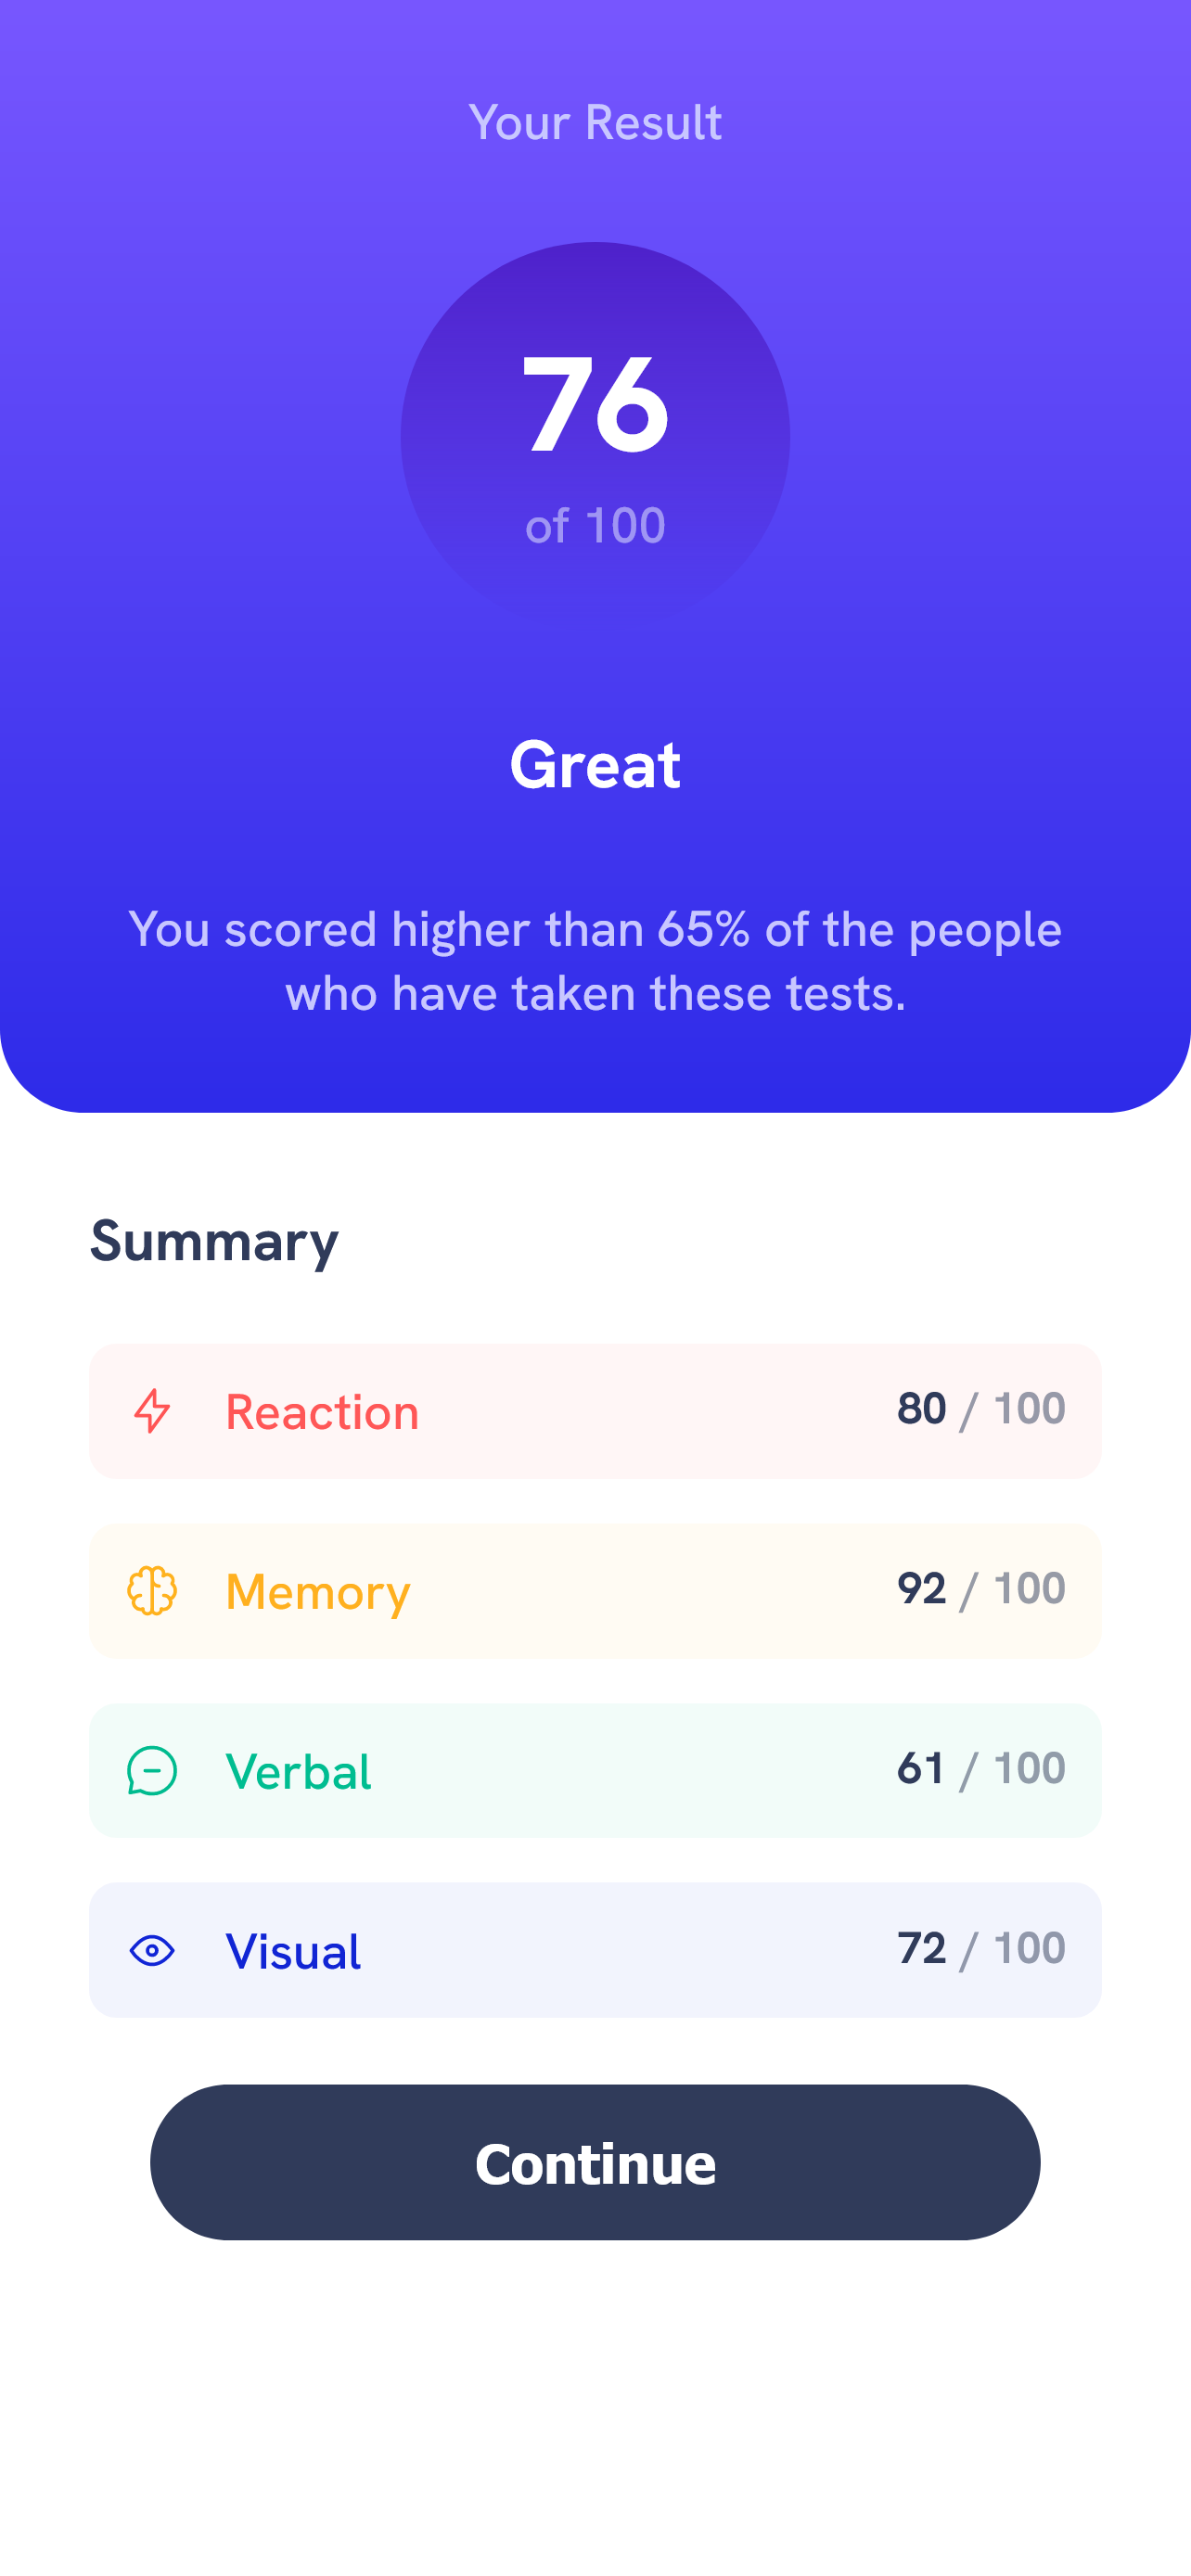 Your Result
76
of 100
Great
You scored higher than 65% of the people
who have taken these tests.
Summary
Reaction 80 / 100
Memory 92 / 100
Verbal 61 / 100
Visual 72 / 100
Continue